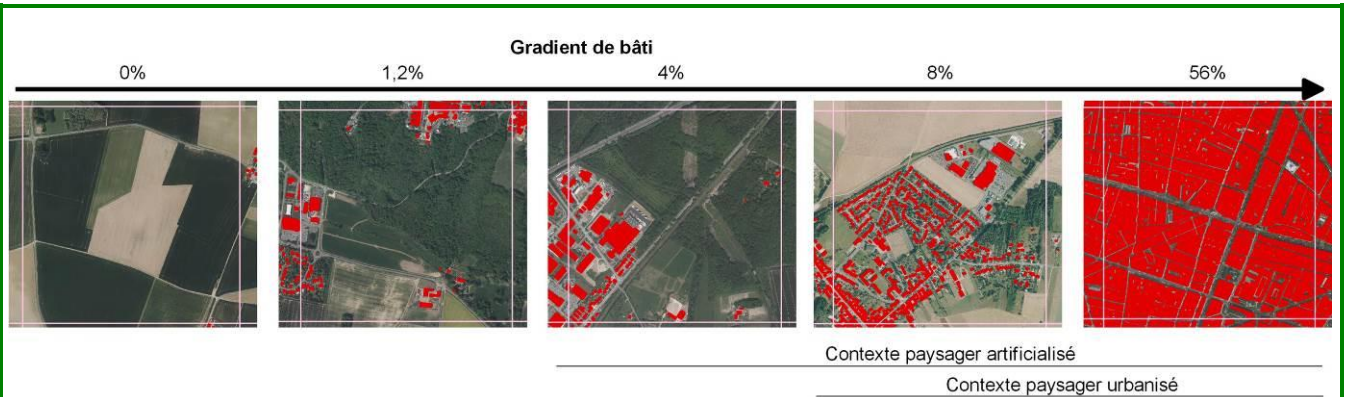 Gradient de bâti
0% 1,2% 4% 8% 56%
Contexte paysager artificialisé
Contexte paysager urbanisé